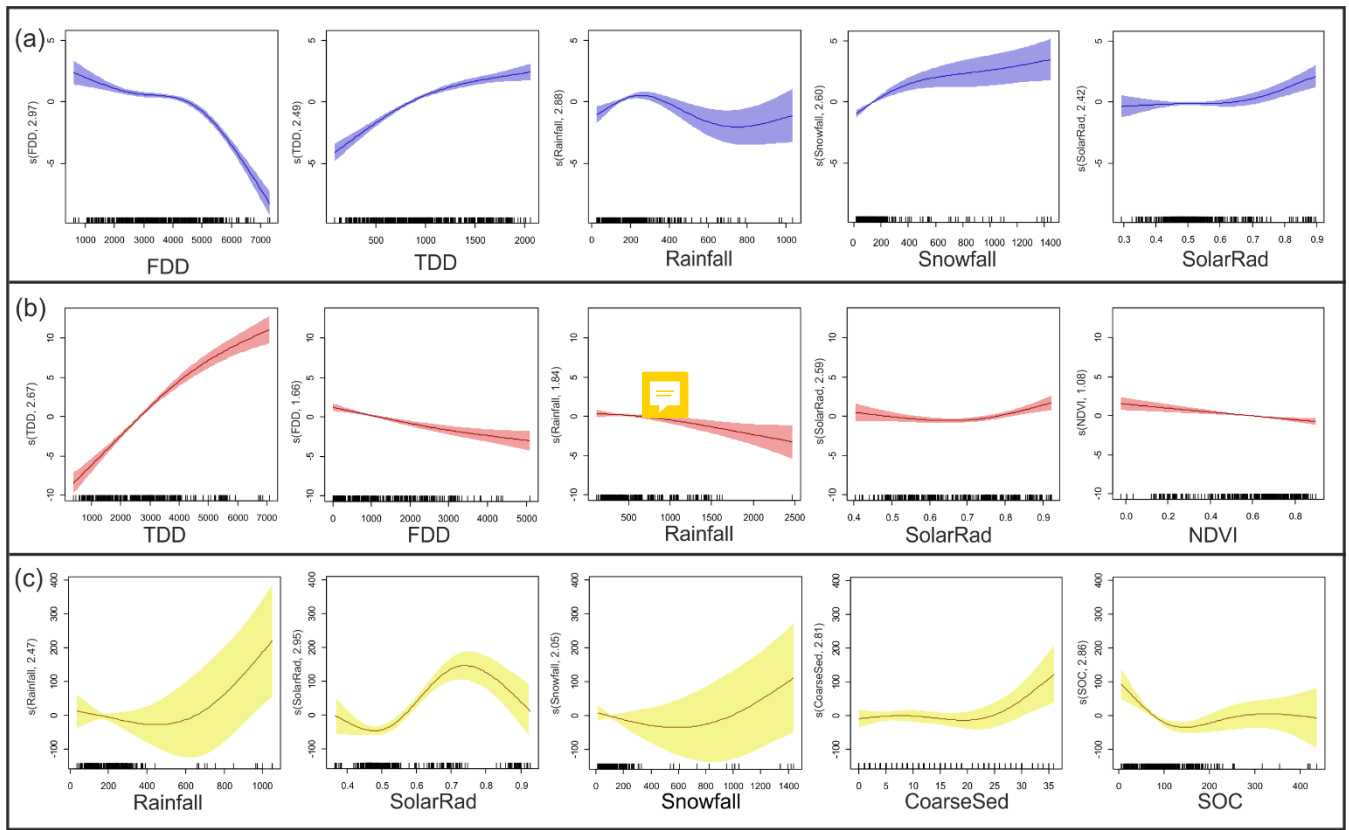 (a)
s(FDD, 2.97)
5
0
-5
1000 2000 3000 4000 5000 6000 7000
FDD
s(TDD, 2.49)
5
0
-5
500 1000 1500 2000
TDD
s(Rainfall, 2.88)
5
0
-5
0 200 400 600 800 1000
Rainfall
s(Snowfall, 2.60)
5
0
-5
0 200 400 600 800 1000 1200 1400
Snowfall
s(SolarRad, 2.42)
5
0
-5
0.3 0.4 0.5 0.6 0.7 0.8 0.9
SolarRad
(b)
s(TDD, 2.67)
10
5
0
-5
-10
1000 2000 3000 4000 5000 6000 7000
TDD
s(FDD, 1.66)
10
5
0
-5
-10
0 1000 2000 3000 4000 5000
FDD
s(Rainfall, 1.84)
10
5
0
-5
-10
500 1000 1500 2000 2500
Rainfall
s(SolarRad, 2.59)
10
5
0
-5
-10
0.4 0.5 0.6 0.7 0.8 0.9
SolarRad
s(NDVI, 1.08)
10
5
0
-5
-10
0.0 0.2 0.4 0.6 0.8
NDVI
(c)
s(Rainfall, 2.47)
400
300
200
100
0
-100
0 200 400 600 800 1000
Rainfall
s(SolarRad, 2.95)
400
300
200
100
0
-100
0.4 0.5 0.6 0.7 0.8 0.9
SolarRad
s(Snowfall, 2.05)
400
300
200
100
0
-100
0 200 400 600 800 1000 1200 1400
Snowfall
s(CoarseSed, 2.81)
400
300
200
100
0
-100
0 5 10 15 20 25 30 35
CoarseSed
s(SOC, 2.86)
400
300
200
100
0
-100
0 100 200 300 400
SOC